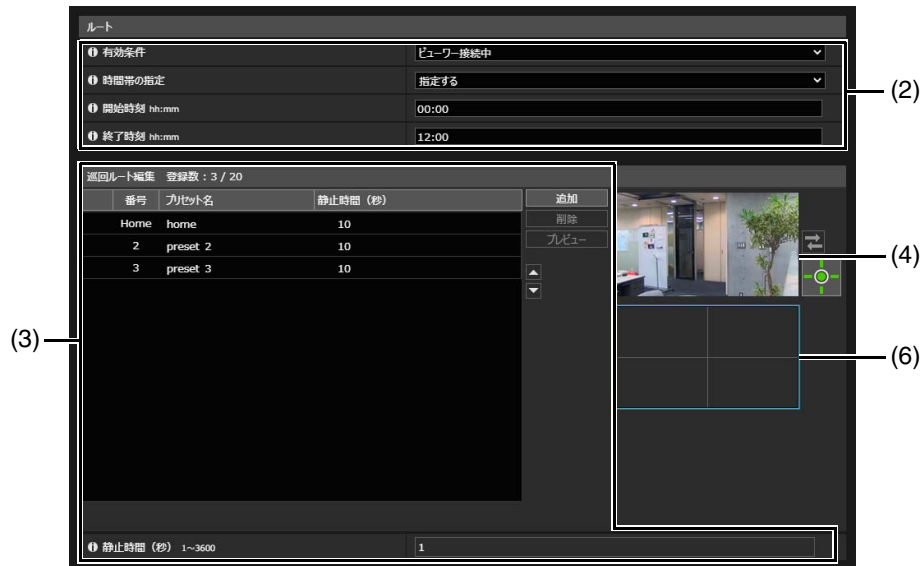 ルート
有効条件 ビューワー接続中
時間帯の指定 指定する
開始時刻 hh:mm 00:00
終了時刻 hh:mm 12:00
(2)
巡回ルート編集 登録数:3 / 20
番号 プリセット名 静止時間(秒) 追加
Home home 10 削除
2 preset 2 10 プレビュー
3 preset 3 10
(4)
(3)
(6)
静止時間(秒) 1~3600 1